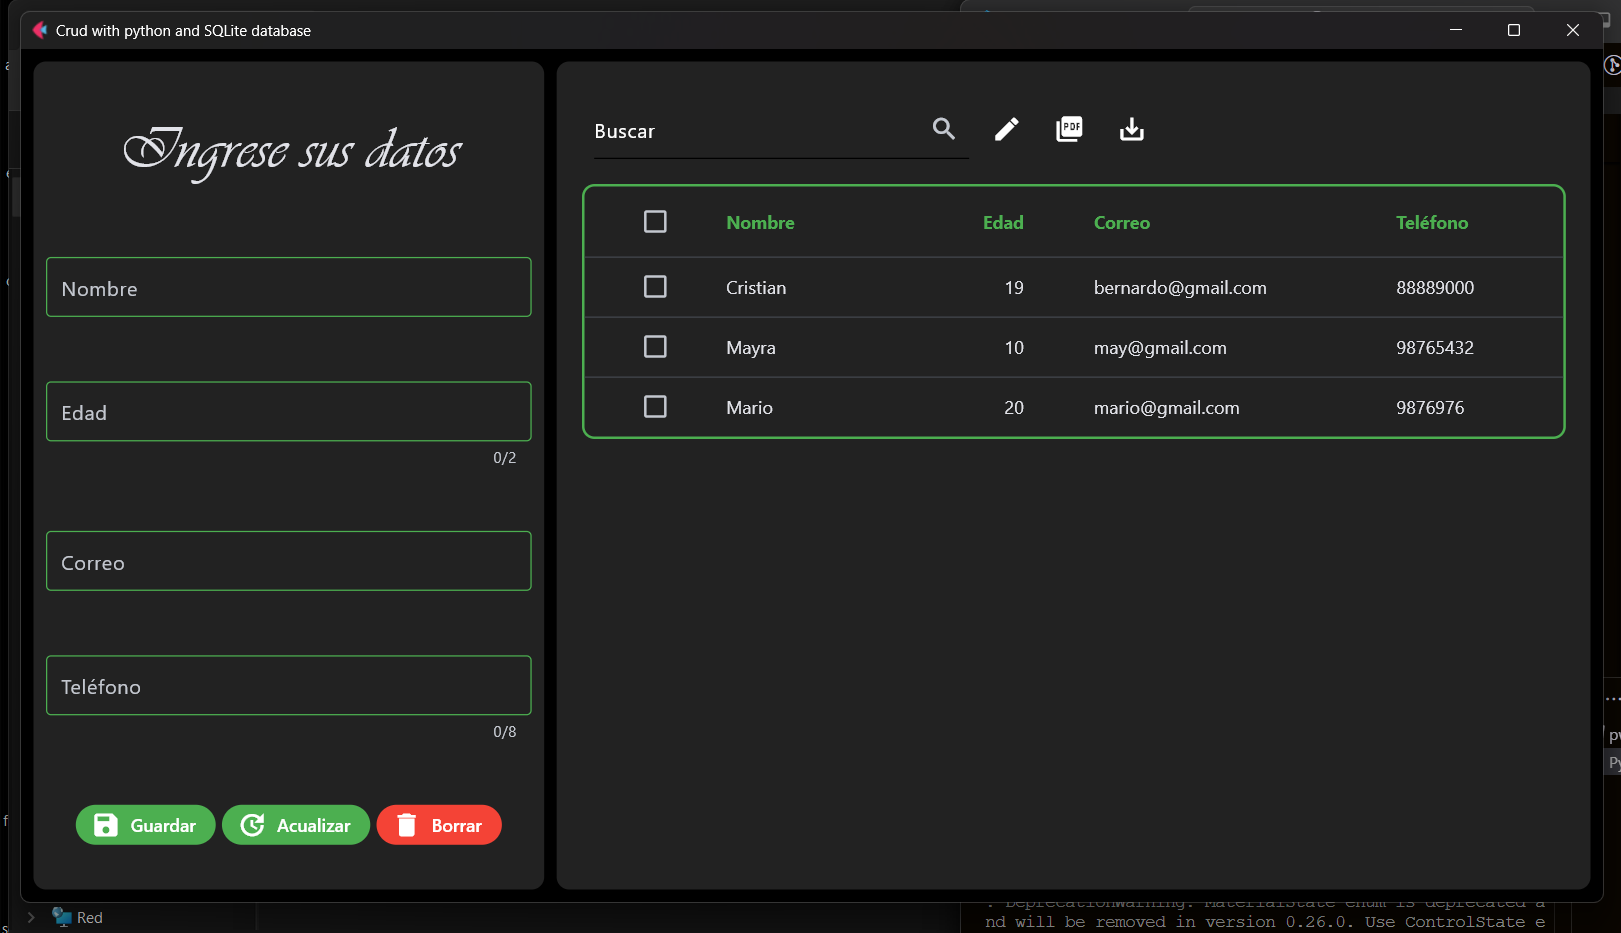 Crud with python and SQLite database
Ingrese sus datos
Nombre
Edad
0/2
Correo
Teléfono
0/8
Guardar Acualizar Borrar
Buscar
PDF
Nombre Edad Correo Teléfono
Cristian 19 bernardo@gmail.com 88889000
Mayra 10 may@gmail.com 98765432
Mario 20 mario@gmail.com 9876976
Red
: DeprecationWarning: MaterialState enum is deprecated a
nd will be removed in version 0.26.0. Use ControlState e